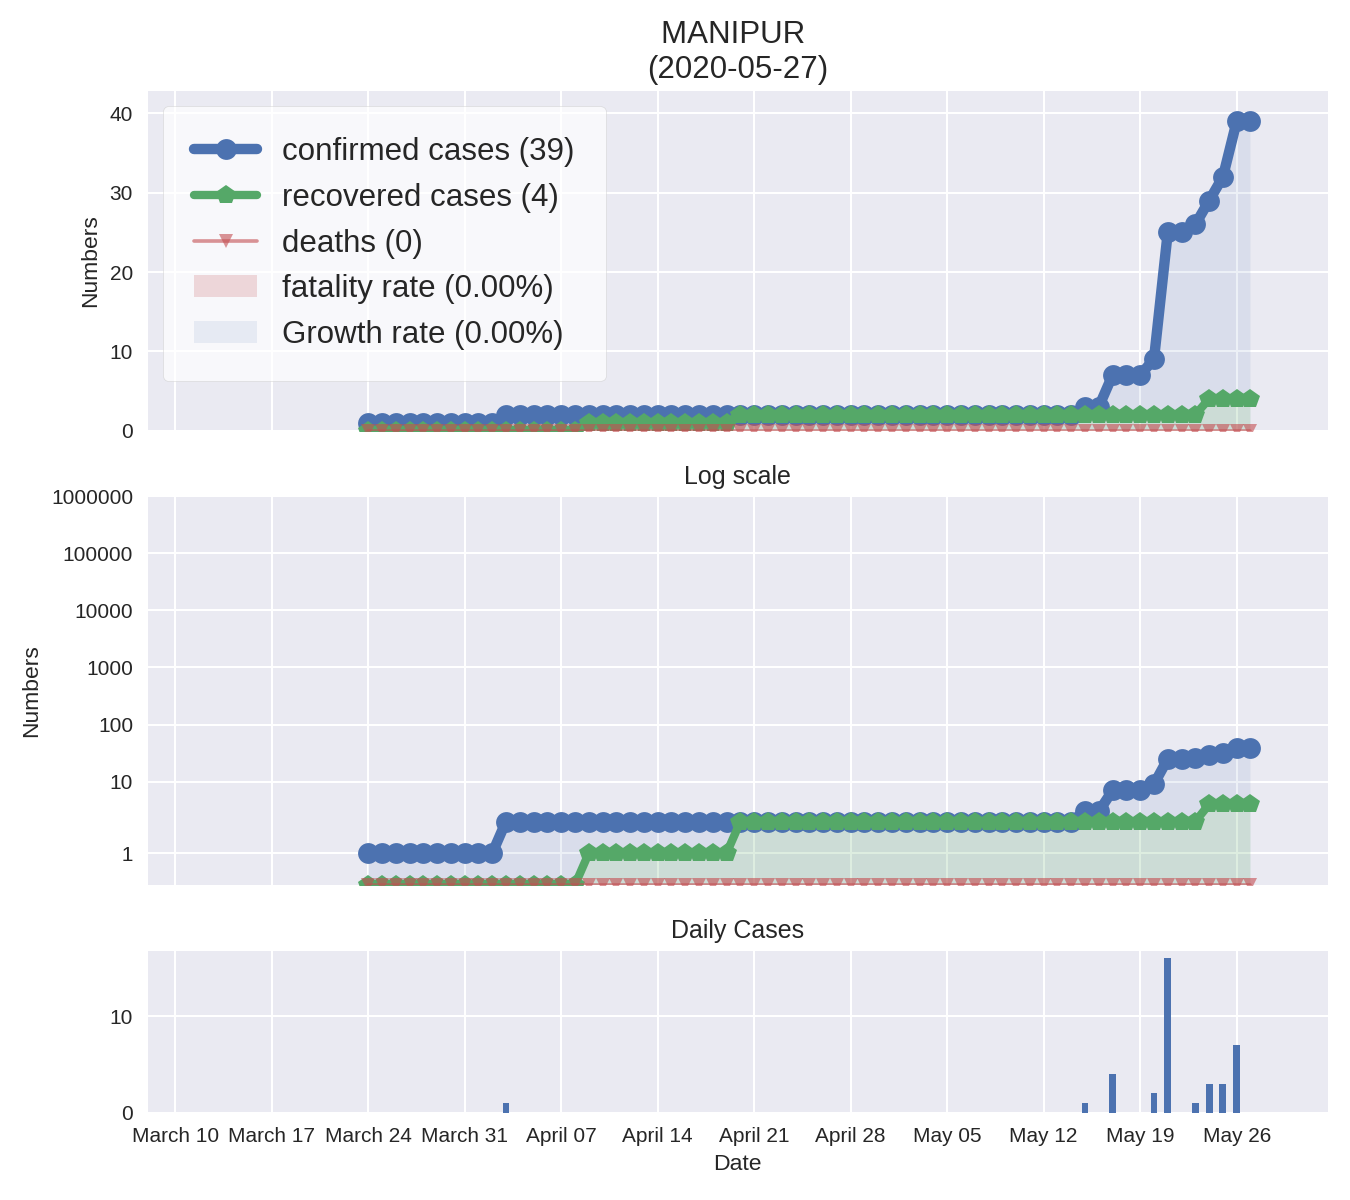 MANIPUR
(2020-05-27)
40
30
20
10
0
Numbers
confirmed cases (39)
recovered cases (4)
deaths (0)
fatality rate (0.00%)
Growth rate (0.00%)
Log scale
1000000
100000
10000
1000
100
10
1
Numbers
Daily Cases
10
0
March 10 March 17 March 24 March 31 April 07 April 14 April 21 April 28 May 05 May 12 May 19 May 26
Date